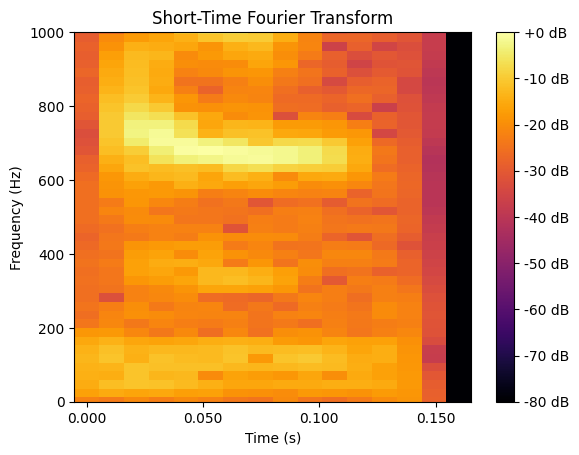 Short-Time Fourier Transform
1000
800
600
400
200
0
Frequency (Hz)
0.000
0.050
0.100
0.150
Time (s)
+0 dB
-10 dB
-20 dB
-30 dB
-40 dB
-50 dB
-60 dB
-70 dB
-80 dB